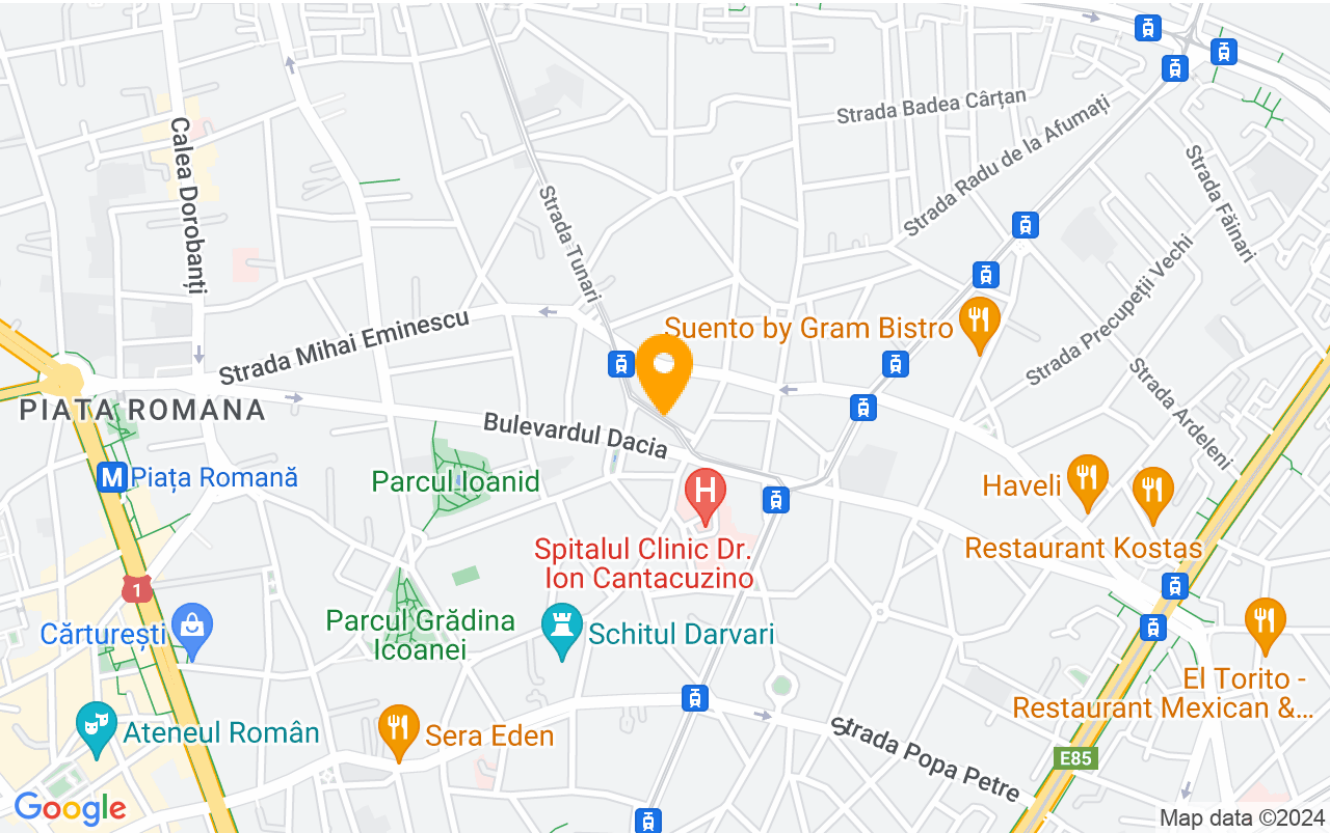 Strada Badea Cârțan
Strada Radu de la Afumați
Calea Dorobanți
Strada Făinari
Strada Tunari
Strada Precupeții Vechi
Strada Mihai Eminescu
Suento by Gram Bistro
Strada Ardeleni
PIATA ROMANA
Bulevardul Dacia
M
Piața Romană
Parcul Ioanid
H
Haveli
Spitalul Clinic Dr.
Ion Cantacuzino
Restaurant Kostas
1
Parcul Grădina
Icoanei
Cărturești
Schitul Darvari
El Torito -
Restaurant Mexican &...
Ateneul Român
Sera Eden
Strada Popa Petre
E85
Google
Map data ©2024